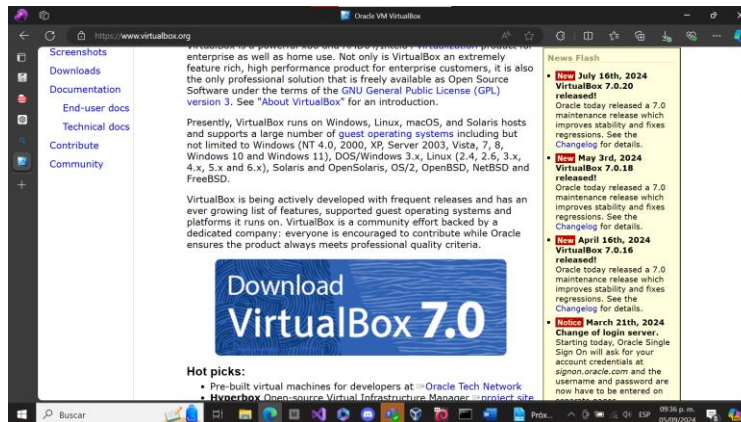 Oracle VM VirtualBox
https://www.virtualbox.org
Screenshots
Downloads
Documentation
End-user docs
Technical docs
Contribute
Community
VirtualBox is a powerful x86 and AMD64/Intel64 virtualization product for
enterprise as well as home use. Not only is VirtualBox an extremely
feature rich, high performance product for enterprise customers, it is also
the only professional solution that is freely available as Open Source
Software under the terms of the GNU General Public License (GPL)
version 3. See "About VirtualBox" for an introduction.
Presently, VirtualBox runs on Windows, Linux, macOS, and Solaris hosts
and supports a large number of guest operating systems including but
not limited to Windows (NT 4.0, 2000, XP, Server 2003, Vista, 7, 8,
Windows 10 and Windows 11), DOS/Windows 3.x, Linux (2.4, 2.6, 3.x,
4.x, 5.x and 6.x), Solaris and OpenSolaris, OS/2, OpenBSD, NetBSD and
FreeBSD.
VirtualBox is being actively developed with frequent releases and has an
ever growing list of features, supported guest operating systems and
platforms it runs on. VirtualBox is a community effort backed by a
dedicated company: everyone is encouraged to contribute while Oracle
ensures the product always meets professional quality criteria.
Download
VirtualBox 7.0
Hot picks:
• Pre-built virtual machines for developers at Oracle Tech Network
• Hyperbox Open-source Virtual Infrastructure Manager project site
News Flash
• New July 16th, 2024
VirtualBox 7.0.20
released!
Oracle today released a 7.0
maintenance release which
improves stability and fixes
regressions. See the
Changelog for details.
• New May 3rd, 2024
VirtualBox 7.0.18
released!
Oracle today released a 7.0
maintenance release which
improves stability and fixes
regressions. See the
Changelog for details.
• New April 16th, 2024
VirtualBox 7.0.16
released!
Oracle today released a 7.0
maintenance release which
improves stability and fixes
regressions. See the
Changelog for details.
• Notice March 21th, 2024
Change of login server.
Starting today, Oracle Single
Sign On will ask for your
account credentials at
signon.oracle.com and the
username and password are
now have to be entered on
separate pages.
Buscar
Próx...
ESP
09:36 p. m.
05/09/2024